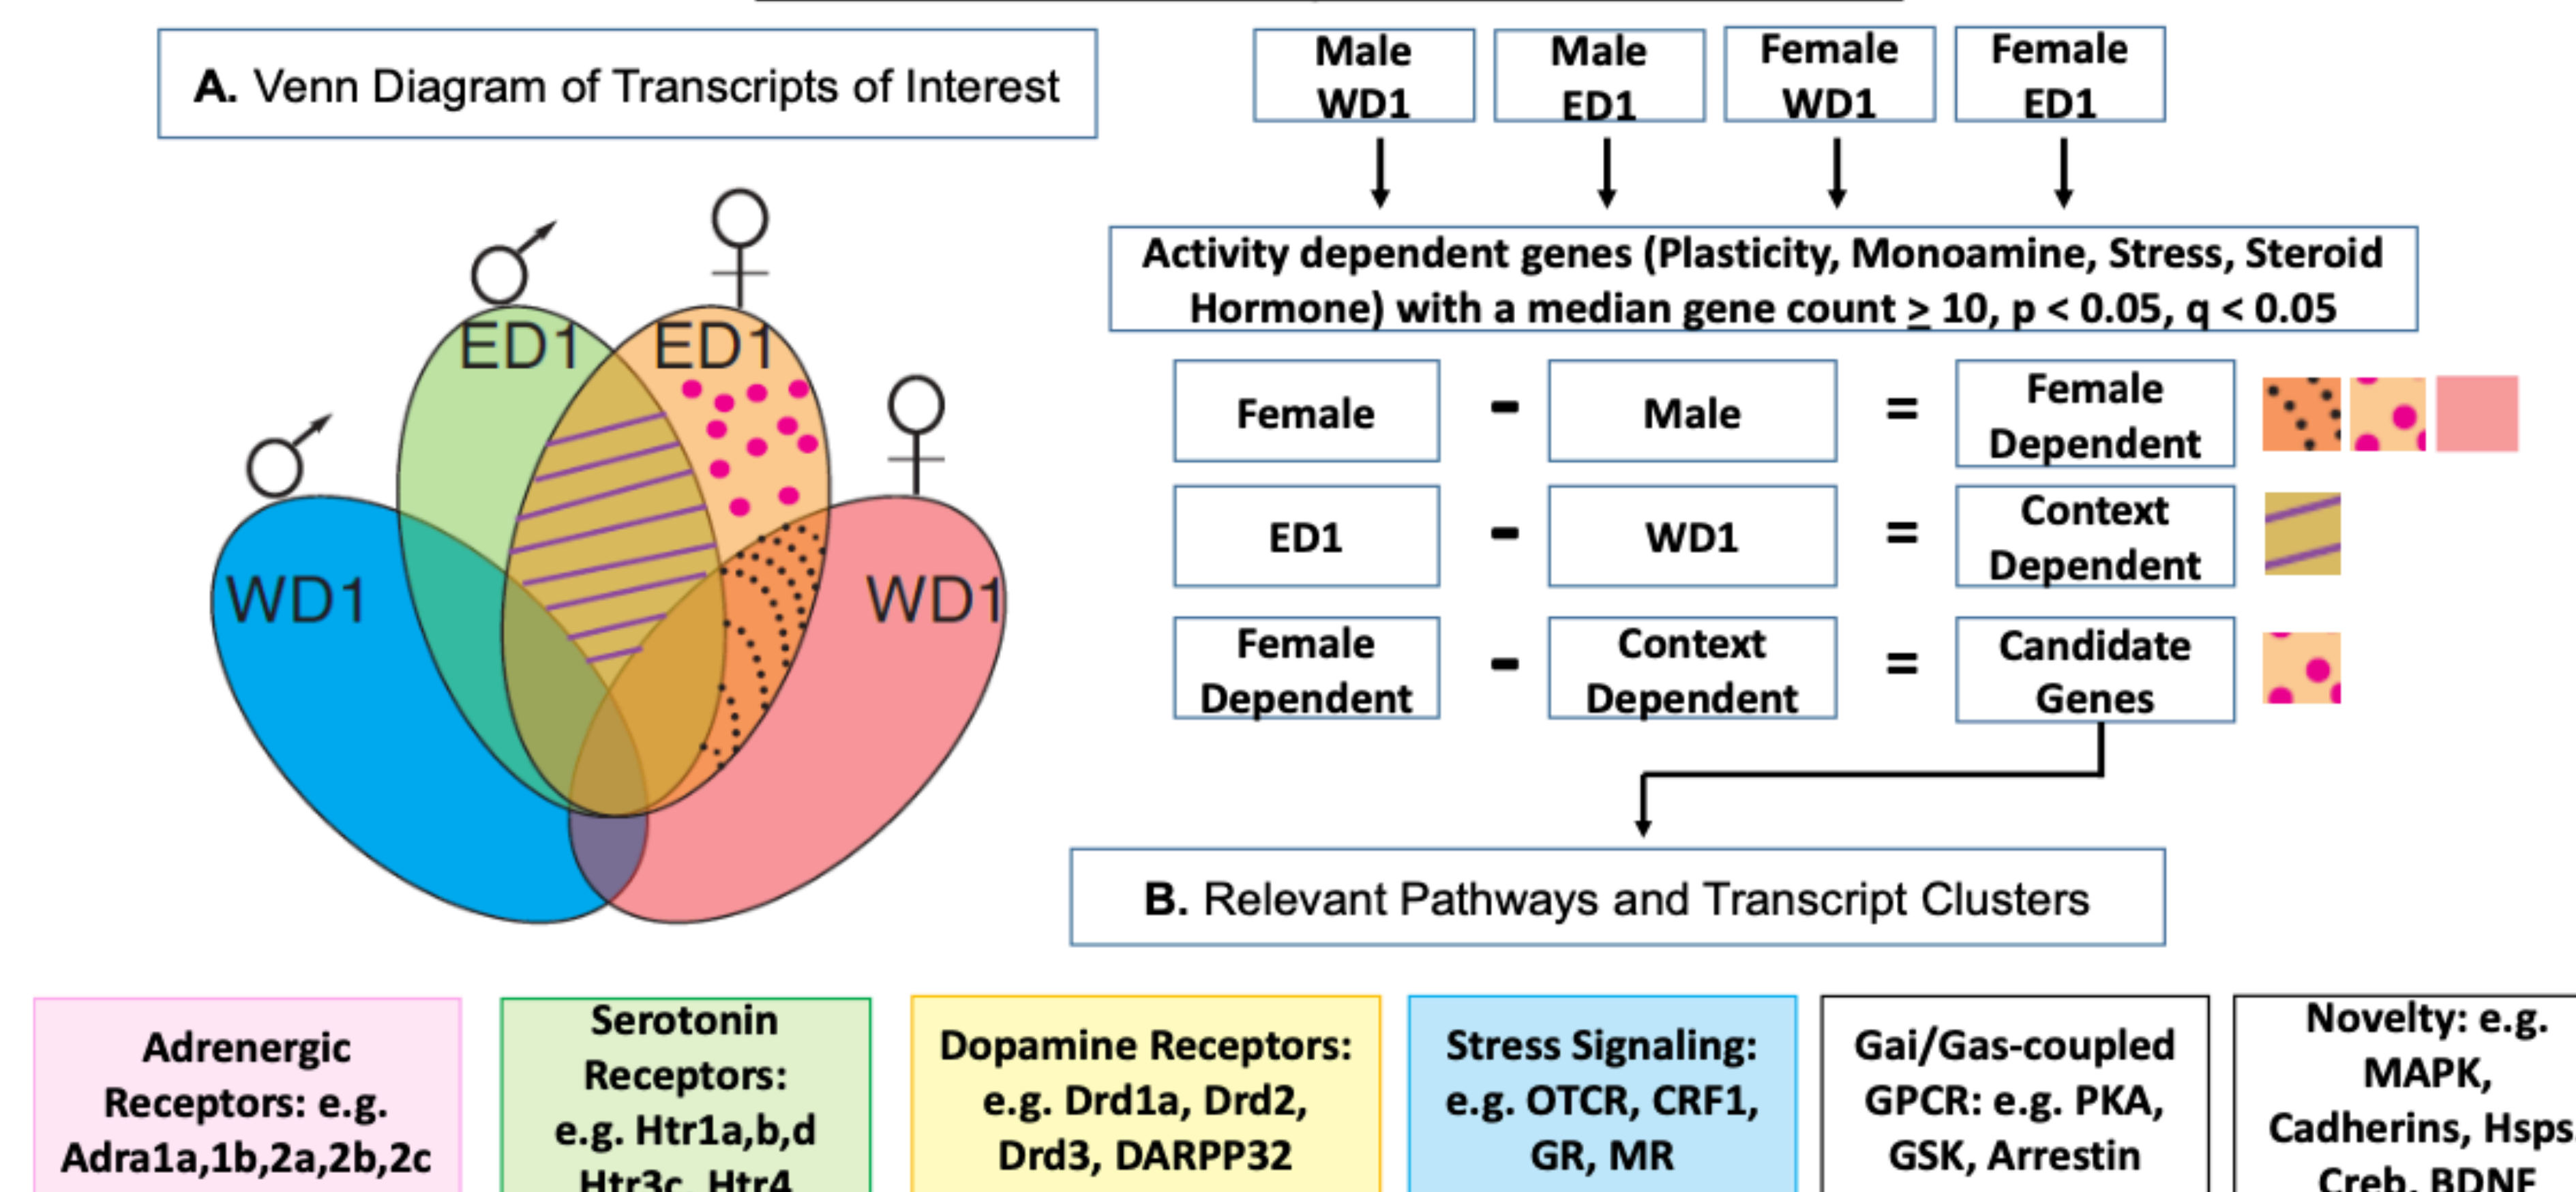 A. Venn Diagram of Transcripts of Interest
Male
WD1
Male
ED1
Female
WD1
Female
ED1
ED1
ED1
WD1
WD1
Activity dependent genes (Plasticity, Monoamine, Stress, Steroid
Hormone) with a median gene count ≥ 10, p < 0.05, q < 0.05
Female
-
Male
=
Female
Dependent
ED1
-
WD1
=
Context
Dependent
Female
Dependent
-
Context
Dependent
=
Candidate
Genes
B. Relevant Pathways and Transcript Clusters
Adrenergic
Receptors: e.g.
Adra1a,1b,2a,2b,2c
Serotonin
Receptors:
e.g. Htr1a,b,d
Htr3c, Htr4
Dopamine Receptors:
e.g. Drd1a, Drd2,
Drd3, DARPP32
Stress Signaling:
e.g. OTCR, CRF1,
GR, MR
Gai/Gas-coupled
GPCR: e.g. PKA,
GSK, Arrestin
Novelty: e.g.
MAPK,
Cadherins, Hsps
Creb, BDNF